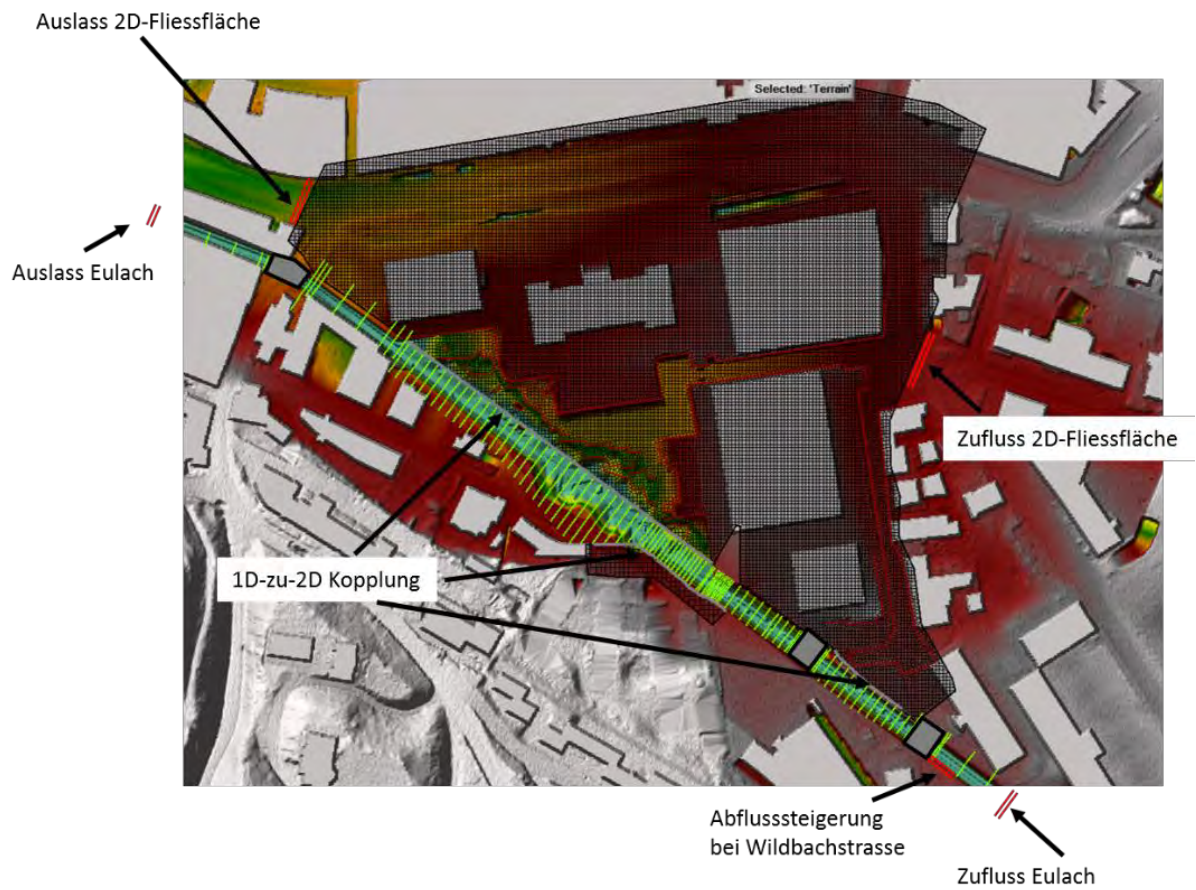 Auslass 2D-Fliessfläche
Selected: 'Terrain'
Auslass Eulach
Zufluss 2D-Fliessfläche
1D-zu-2D Kopplung
Abflusssteigerung
bei Wildbachstrasse
Zufluss Eulach